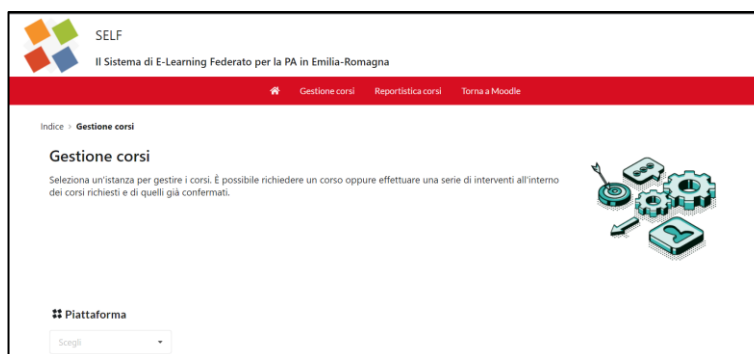 SELF
Il Sistema di E-Learning Federato per la PA in Emilia-Romagna
Gestione corsi Reportistica corsi Torna a Moodle
Indice > Gestione corsi
Gestione corsi
Seleziona un'istanza per gestire i corsi. É possibile richiedere un corso oppure effettuare una serie di interventi all'interno
dei corsi richiesti e di quelli già confermati.
Piattaforma
Scegli